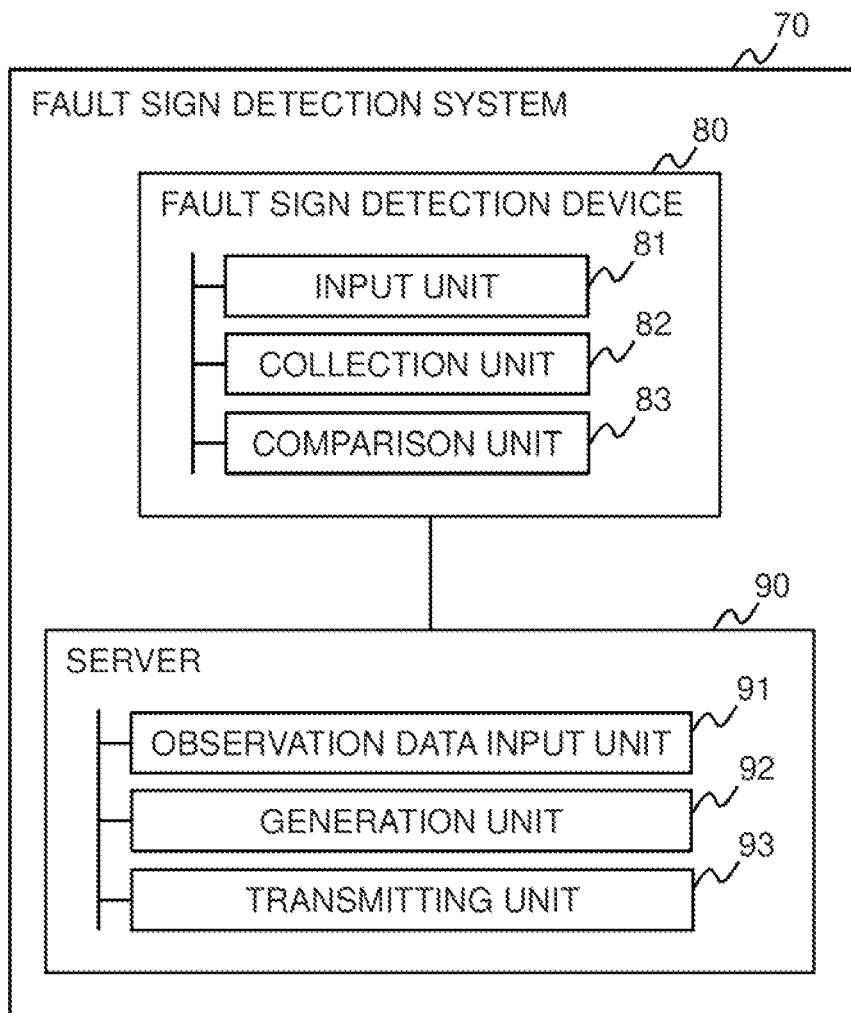 70
FAULT SIGN DETECTION SYSTEM
80
FAULT SIGN DETECTION DEVICE
81
INPUT UNIT
82
COLLECTION UNIT
83
COMPARISON UNIT
90
SERVER
91
OBSERVATION DATA INPUT UNIT
92
GENERATION UNIT
93
TRANSMITTING UNIT